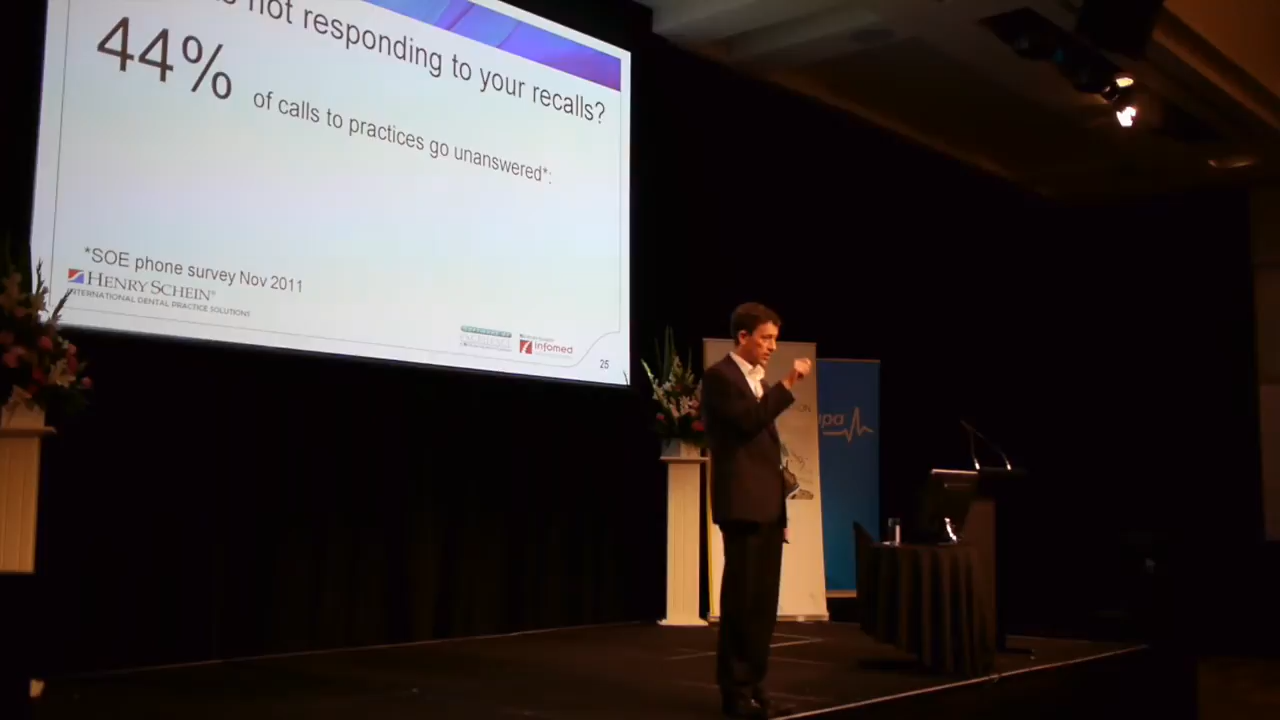 not responding to your recalls?
44% of calls to practices go unanswered*:
*SOE phone survey Nov 2011
HENRY SCHEIN®
INTERNATIONAL DENTAL PRACTICE SOLUTIONS
infomed
25
upa